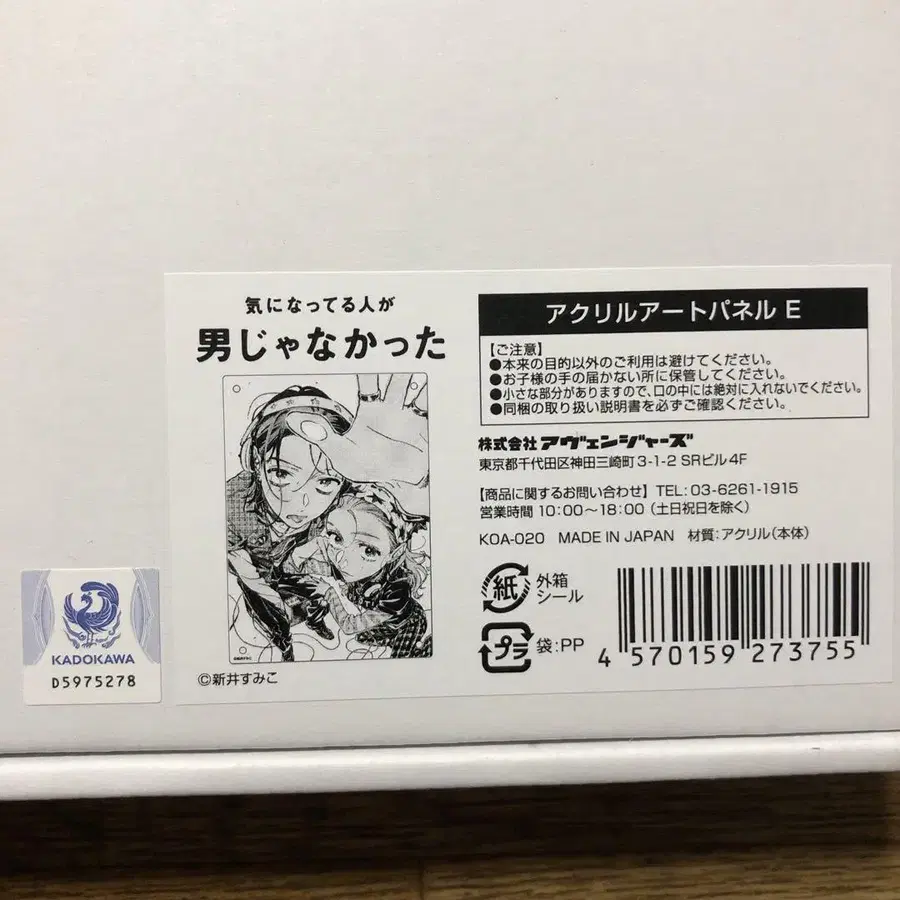 気になってる人が
男じゃなかった
©新井すみこ
KADOKAWA
D5975278
アクリルアートパネル E
【ご注意】
●本来の目的以外のご利用は避けてください。
●お子様の手の届かない所に保管してください。
●小さな部分がありますので、口の中には絶対に入れないでください。
●同梱の取り扱い説明書を必ずご確認ください。
株式会社アヴェンジャーズ
東京都千代田区神田三崎町3-1-2 SRビル4F
【商品に関するお問い合わせ】TEL:03-6261-1915
営業時間 10:00〜18:00(土日祝日を除く)
KOA-020 MADE IN JAPAN 材質:アクリル(本体)
紙 外箱
シール
プラ 袋:PP
4 570159 273755